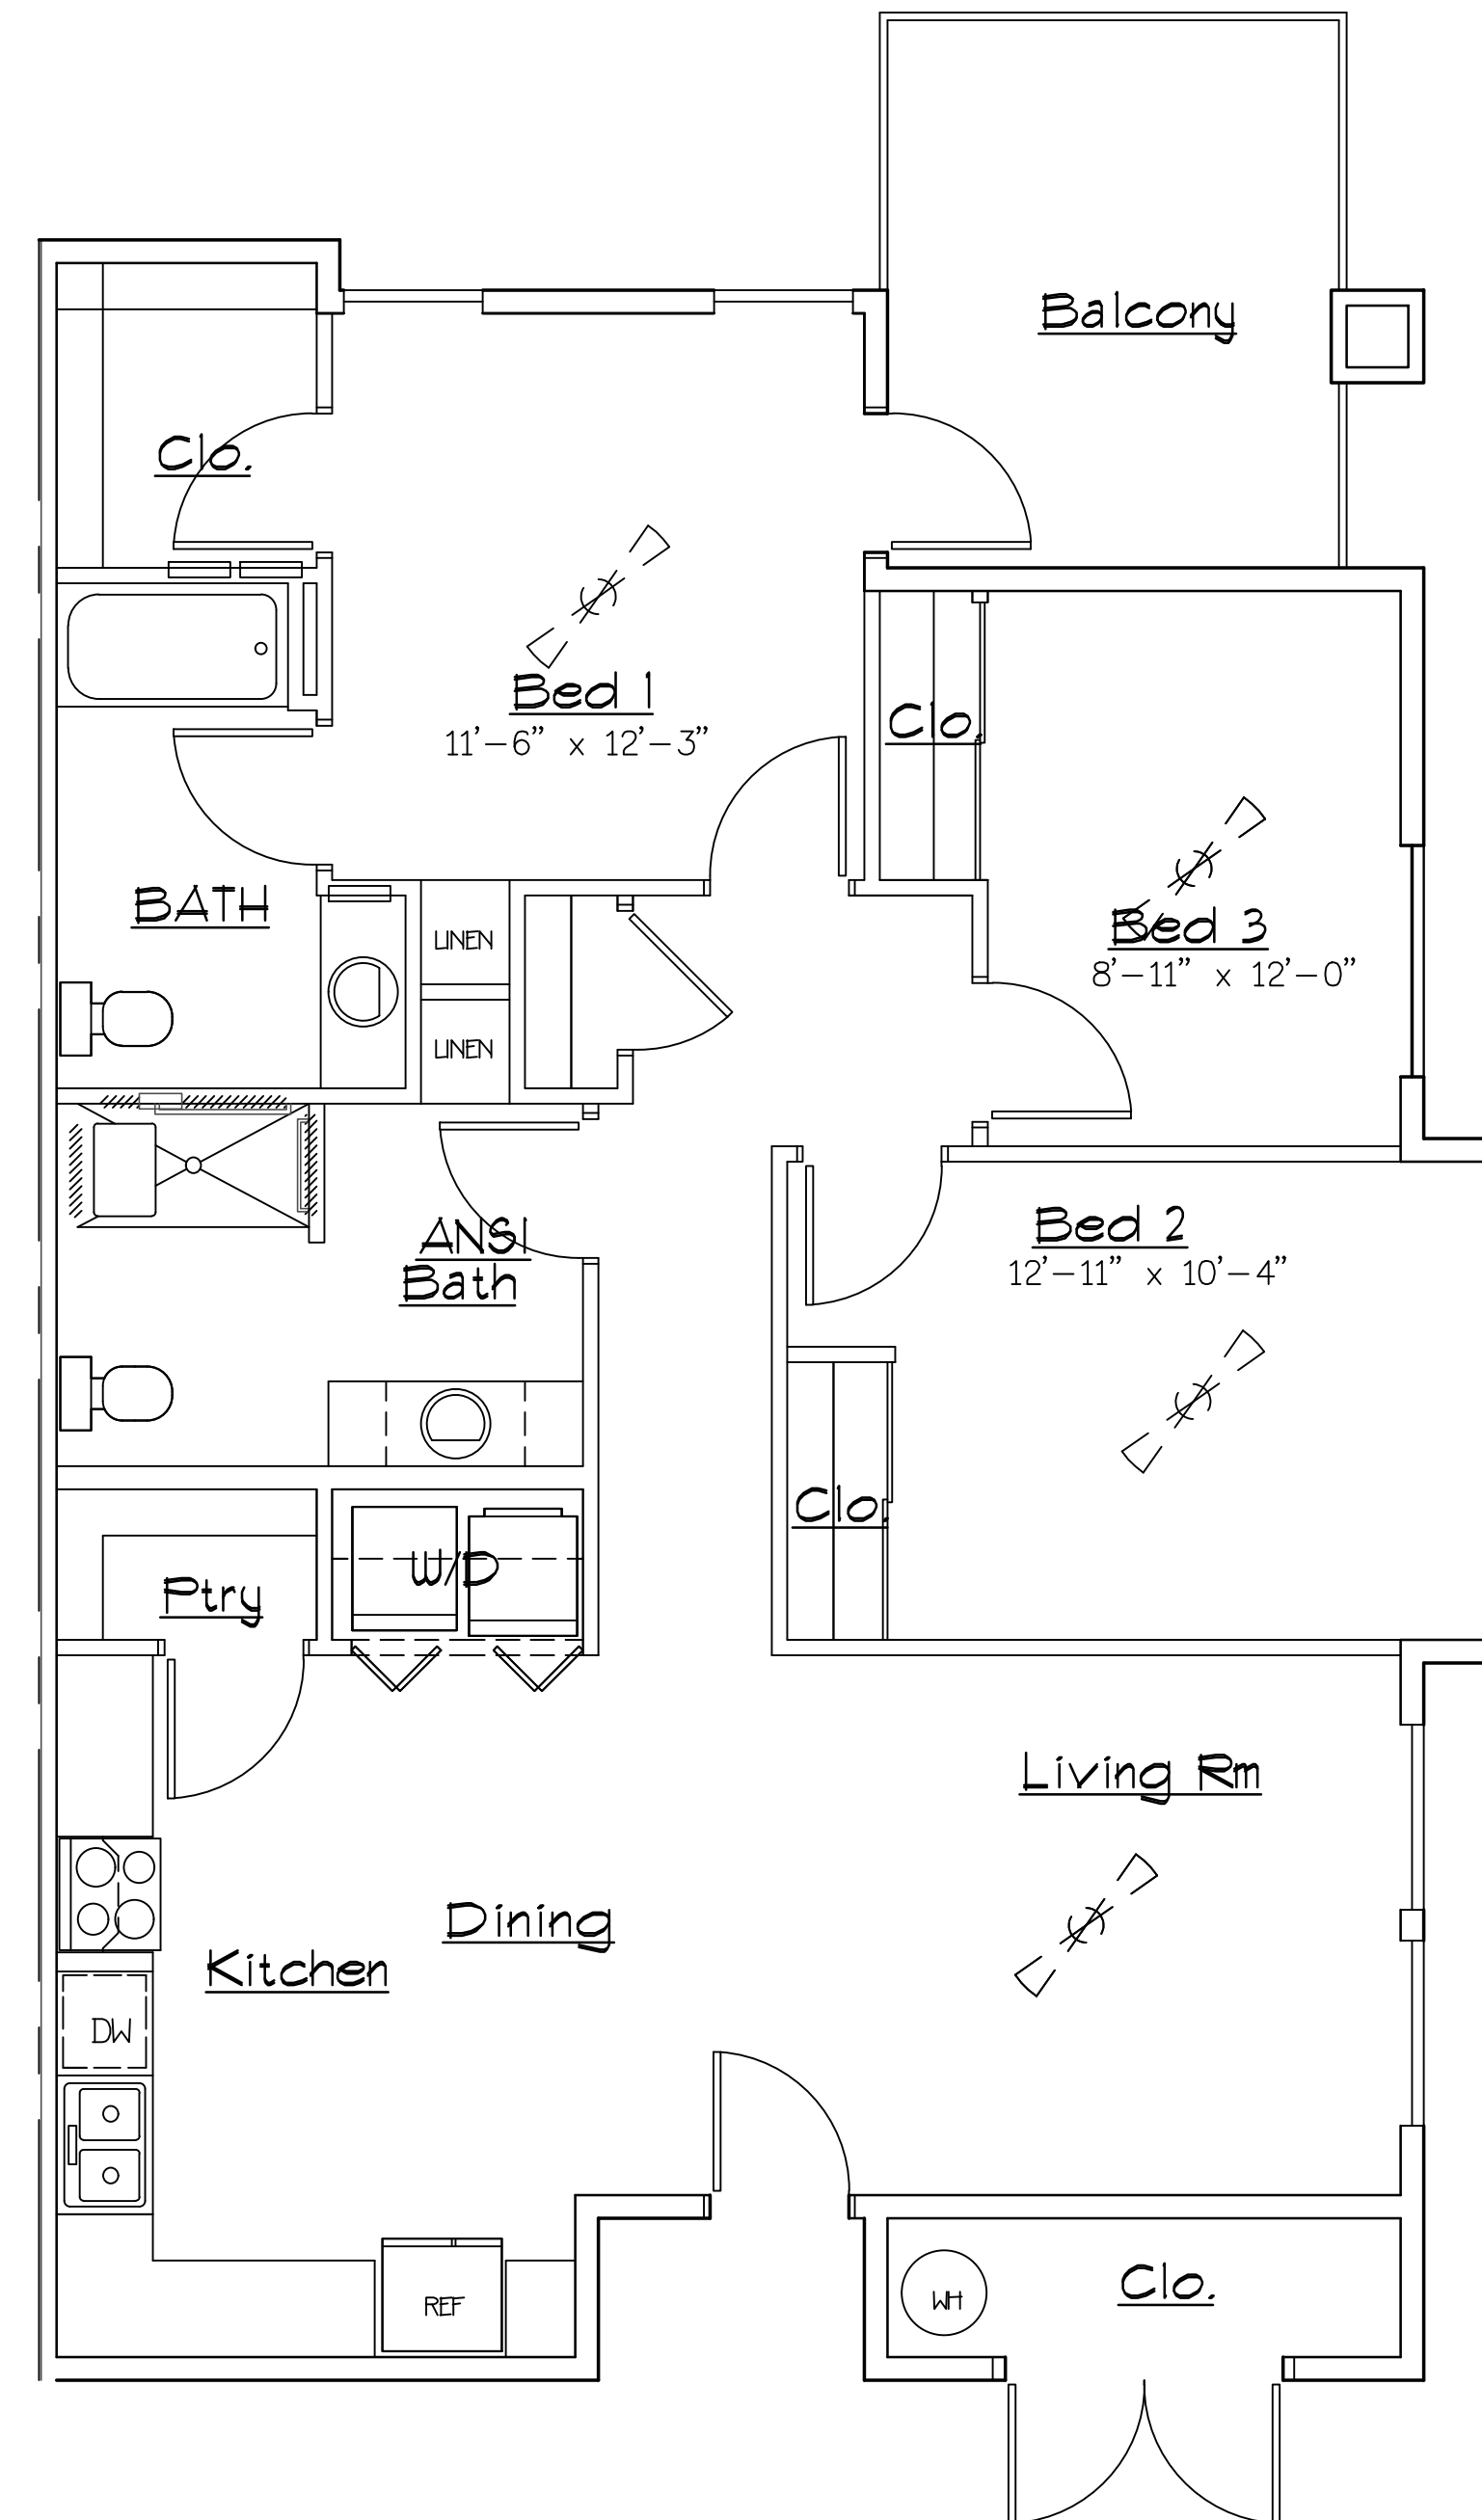 Balcony
Clo.
Bed 1
11'-6" x 12'-3"
Clo.
BATH
LINEN
Bed 3
8'-11" x 12'-0"
LINEN
ANSI
Bath
Bed 2
12'-11" x 10'-4"
Clo.
W/D
Ptry
Living Rm
Dining
Kitchen
DW
Clo.
WH
REF